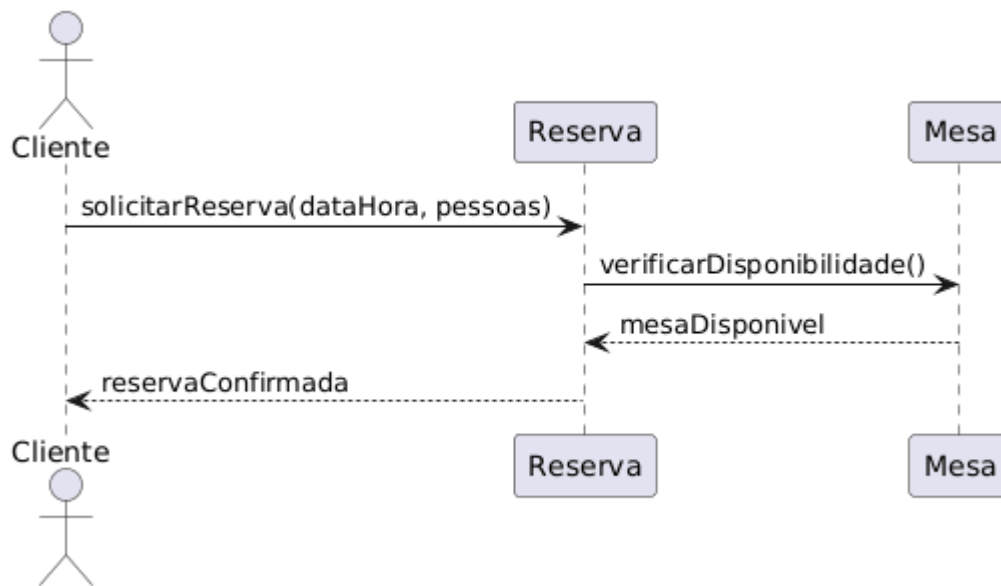 Cliente
Reserva
Mesa
solicitarReserva(dataHora, pessoas)
verificarDisponibilidade()
mesaDisponivel
reservaConfirmada
Cliente
Reserva
Mesa